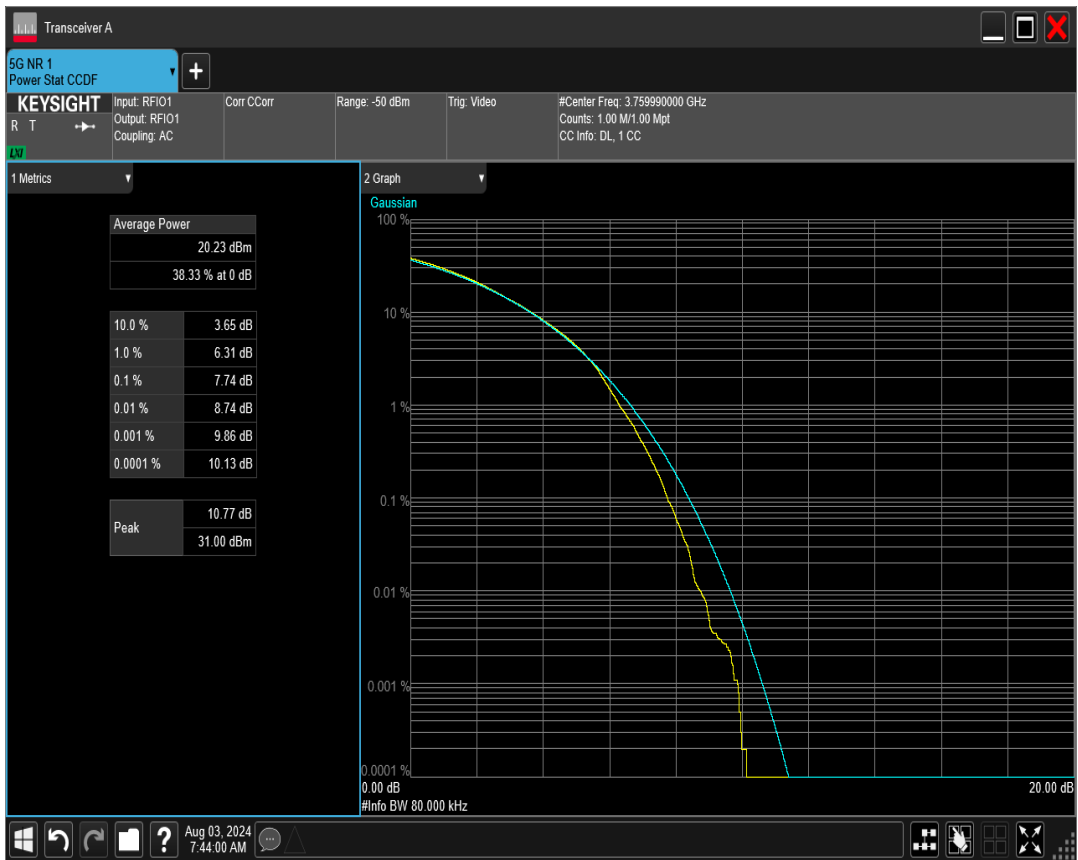 Transceiver A
5G NR 1
Power Stat CCDF
KEYSIGHT
R T
LXI
Input: RFIO1
Output: RFIO1
Coupling: AC
Corr CCorr
Range: -50 dBm
Trig: Video
#Center Freq: 3.759990000 GHz
Counts: 1.00 M/1.00 Mpt
CC Info: DL, 1 CC
1 Metrics
Average Power
20.23 dBm
38.33 % at 0 dB
10.0 % 3.65 dB
1.0 % 6.31 dB
0.1 % 7.74 dB
0.01 % 8.74 dB
0.001 % 9.86 dB
0.0001 % 10.13 dB
Peak
10.77 dB
31.00 dBm
2 Graph
Gaussian
100 %
10 %
1 %
0.1 %
0.01 %
0.001 %
0.0001 %
0.00 dB
20.00 dB
#Info BW 80.000 kHz
?
Aug 03, 2024
7:44:00 AM